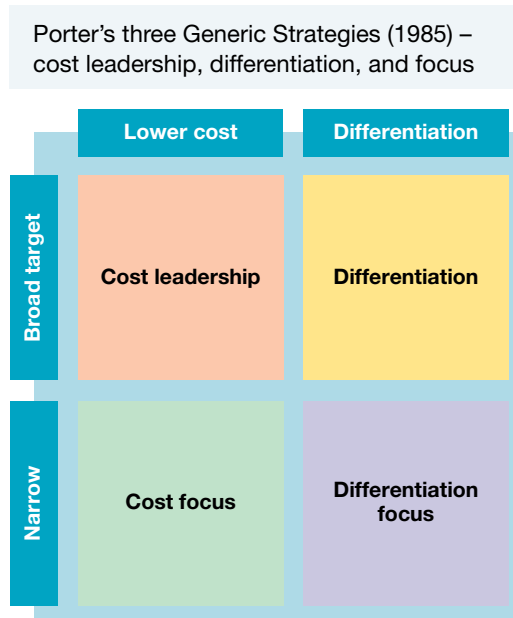 Porter’s three Generic Strategies (1985) –
cost leadership, differentiation, and focus
Lower cost
Differentiation
Broad target
Cost leadership
Differentiation
Narrow
Cost focus
Differentiation
focus